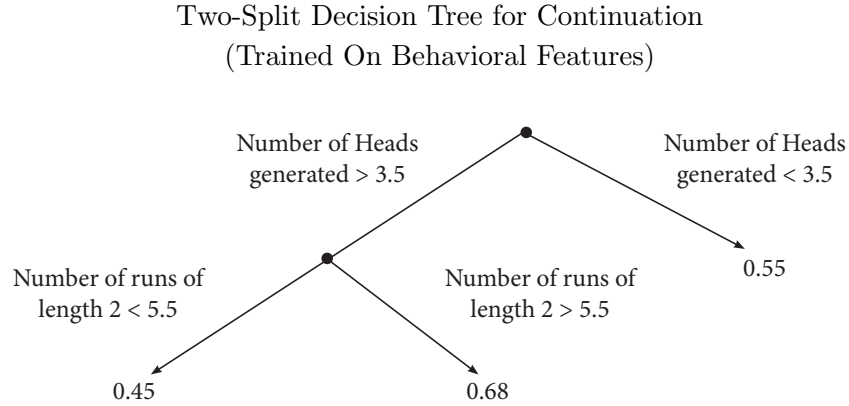 Two-Split Decision Tree for Continuation
(Trained On Behavioral Features)
Number of Heads
generated > 3.5
Number of Heads
generated < 3.5
Number of runs of
length 2 < 5.5
Number of runs of
length 2 > 5.5
0.55
0.45
0.68